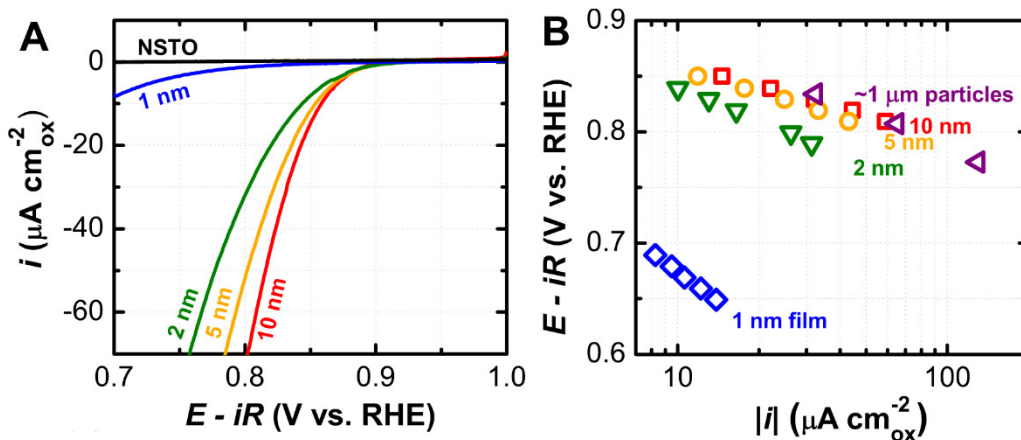 A
NSTO
1 nm
2 nm
5 nm
10 nm
0
-20
-40
-60
i (μA cm⁻²ox)
0.7 0.8 0.9 1.0
E - iR (V vs. RHE)
B
~1 μm particles
10 nm
5 nm
2 nm
1 nm film
0.9
0.8
0.7
0.6
E - iR (V vs. RHE)
10 100
|i| (μA cm⁻²ox)